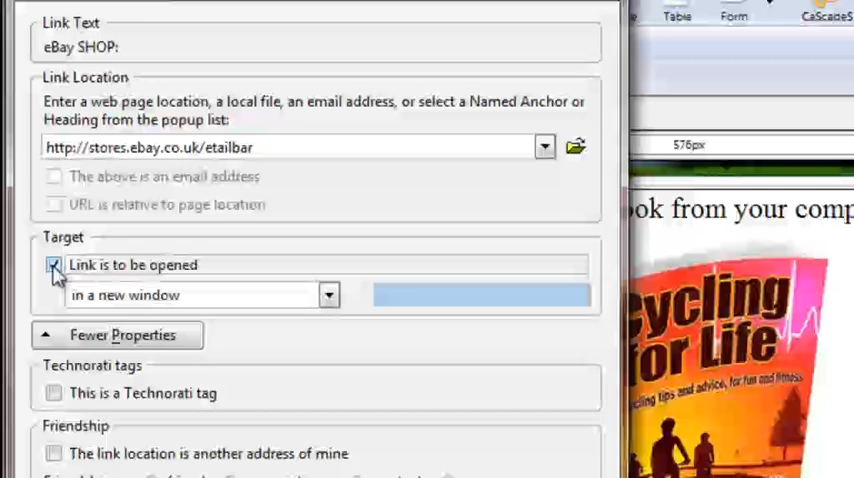 Link Text
eBay SHOP:
Table
Form
CaScadeS
Link Location
Enter a web page location, a local file, an email address, or select a Named Anchor or
Heading from the popup list:
http://stores.ebay.co.uk/etailbar
576px
The above is an email address
URL is relative to page location
ook from your comp
Target
Link is to be opened
in a new window
Fewer Properties
Cycling
for Life
cycling tips and advice, for fun and fitness
Technorati tags
This is a Technorati tag
Friendship
The link location is another address of mine